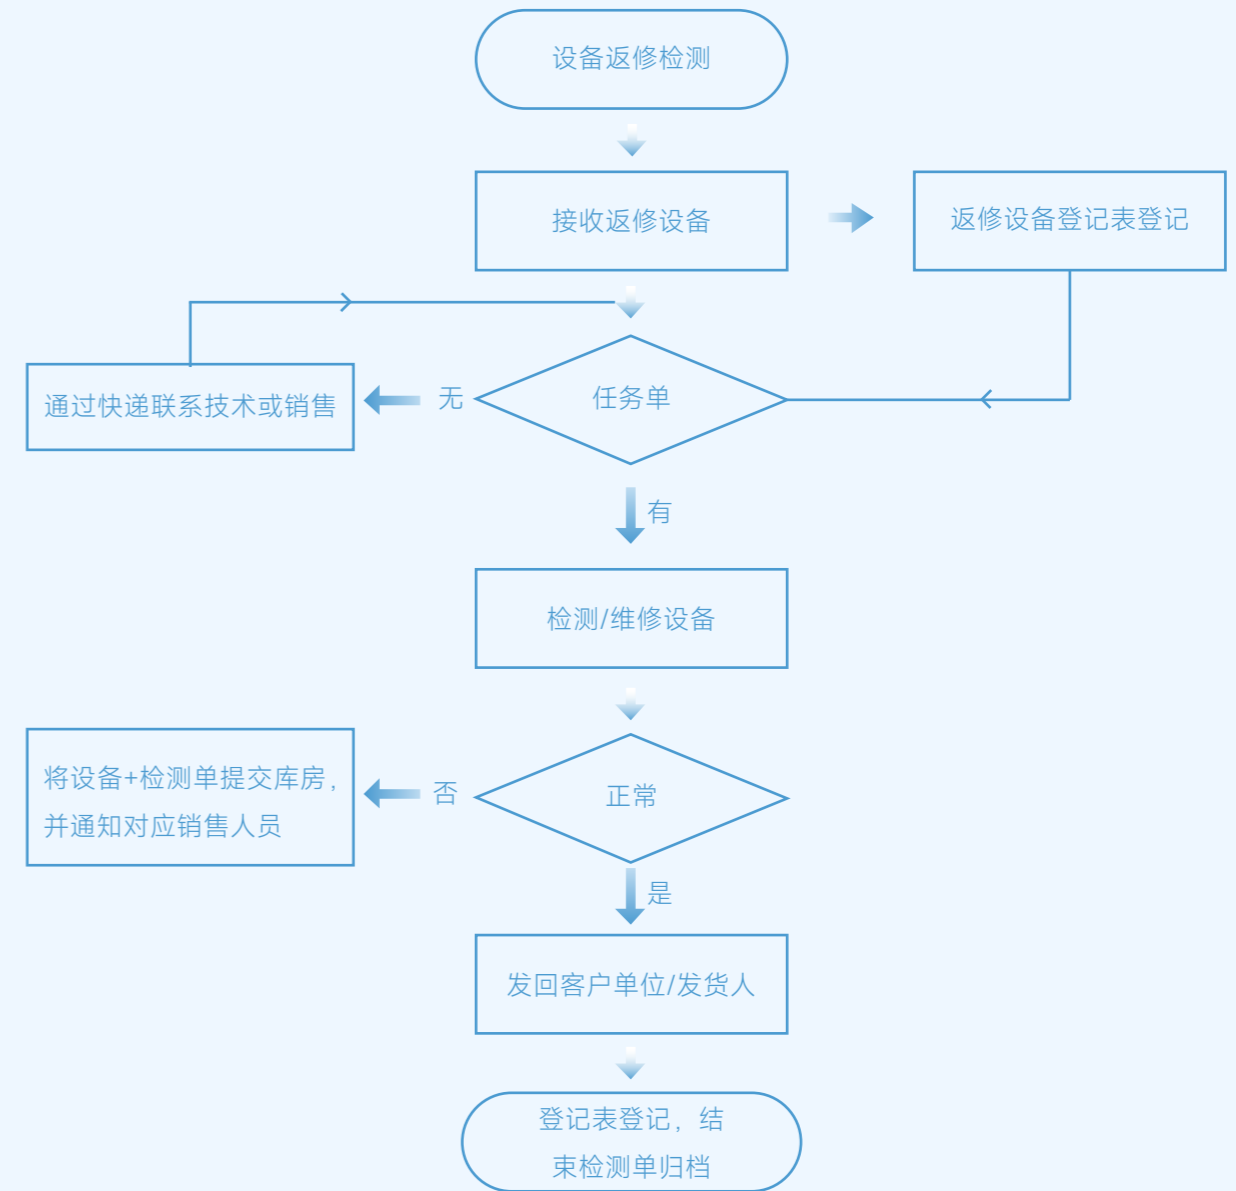 设备返修检测
接收返修设备
返修设备登记表登记
通过快递联系技术或销售
无
任务单
有
检测/维修设备
将设备+检测单提交库房，
并通知对应销售人员
否
正常
是
发回客户单位/发货人
登记表登记，结
束检测单归档